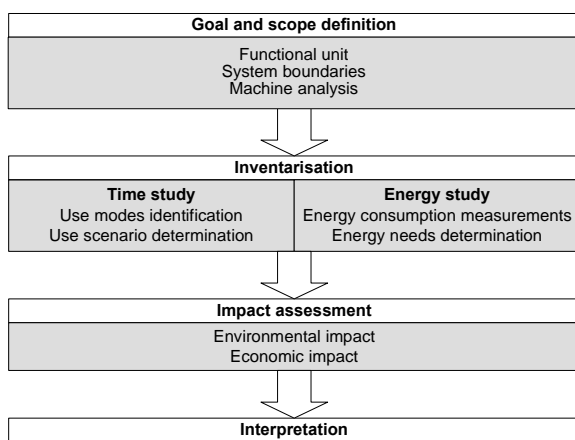 Goal and scope definition
Functional unit
System boundaries
Machine analysis
Inventarisation
Time study
Use modes identification
Use scenario determination
Energy study
Energy consumption measurements
Energy needs determination
Impact assessment
Environmental impact
Economic impact
Interpretation